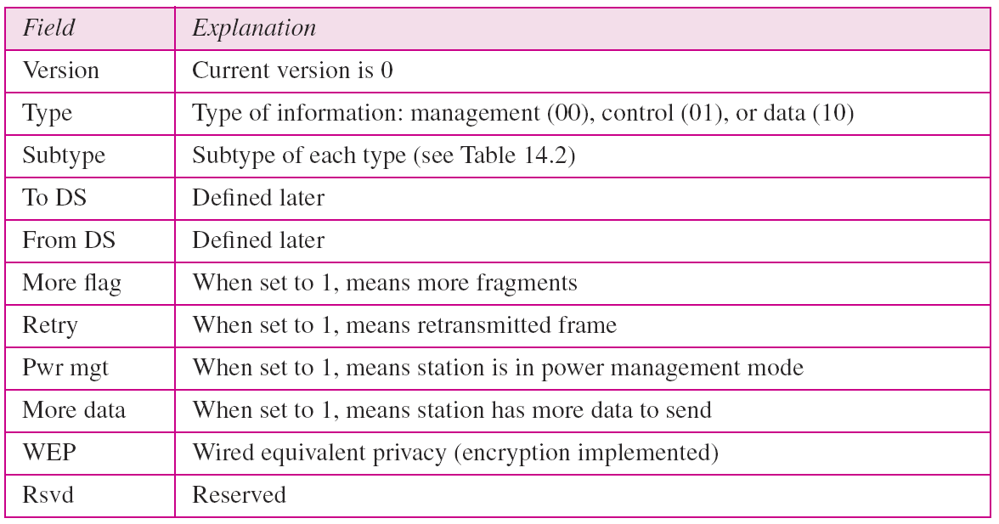 Field Explanation
Version Current version is 0
Type Type of information: management (00), control (01), or data (10)
Subtype Subtype of each type (see Table 14.2)
To DS Defined later
From DS Defined later
More flag When set to 1, means more fragments
Retry When set to 1, means retransmitted frame
Pwr mgt When set to 1, means station is in power management mode
More data When set to 1, means station has more data to send
WEP Wired equivalent privacy (encryption implemented)
Rsvd Reserved